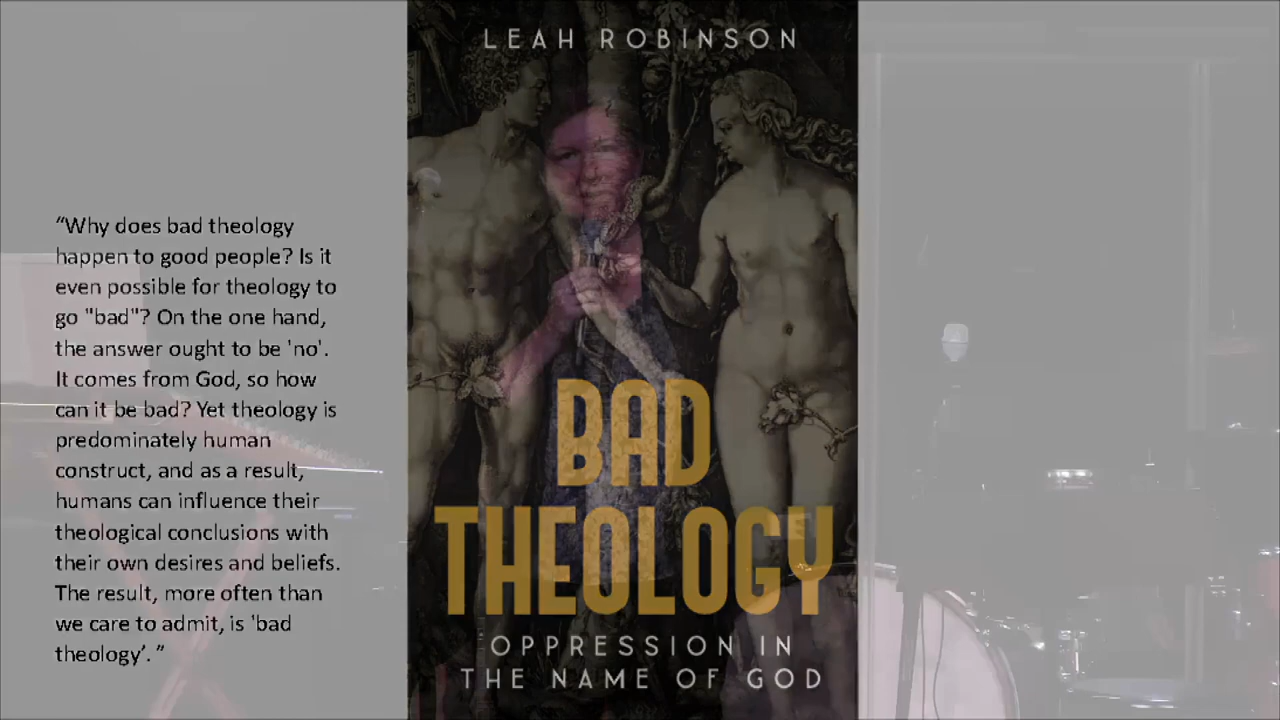 “Why does bad theology
happen to good people? Is it
even possible for theology to
go "bad"? On the one hand,
the answer ought to be 'no'.
It comes from God, so how
can it be bad? Yet theology is
predominately human
construct, and as a result,
humans can influence their
theological conclusions with
their own desires and beliefs.
The result, more often than
we care to admit, is 'bad
theology’. ”
LEAH ROBINSON
BAD
THEOLOGY
OPPRESSION IN
THE NAME OF GOD